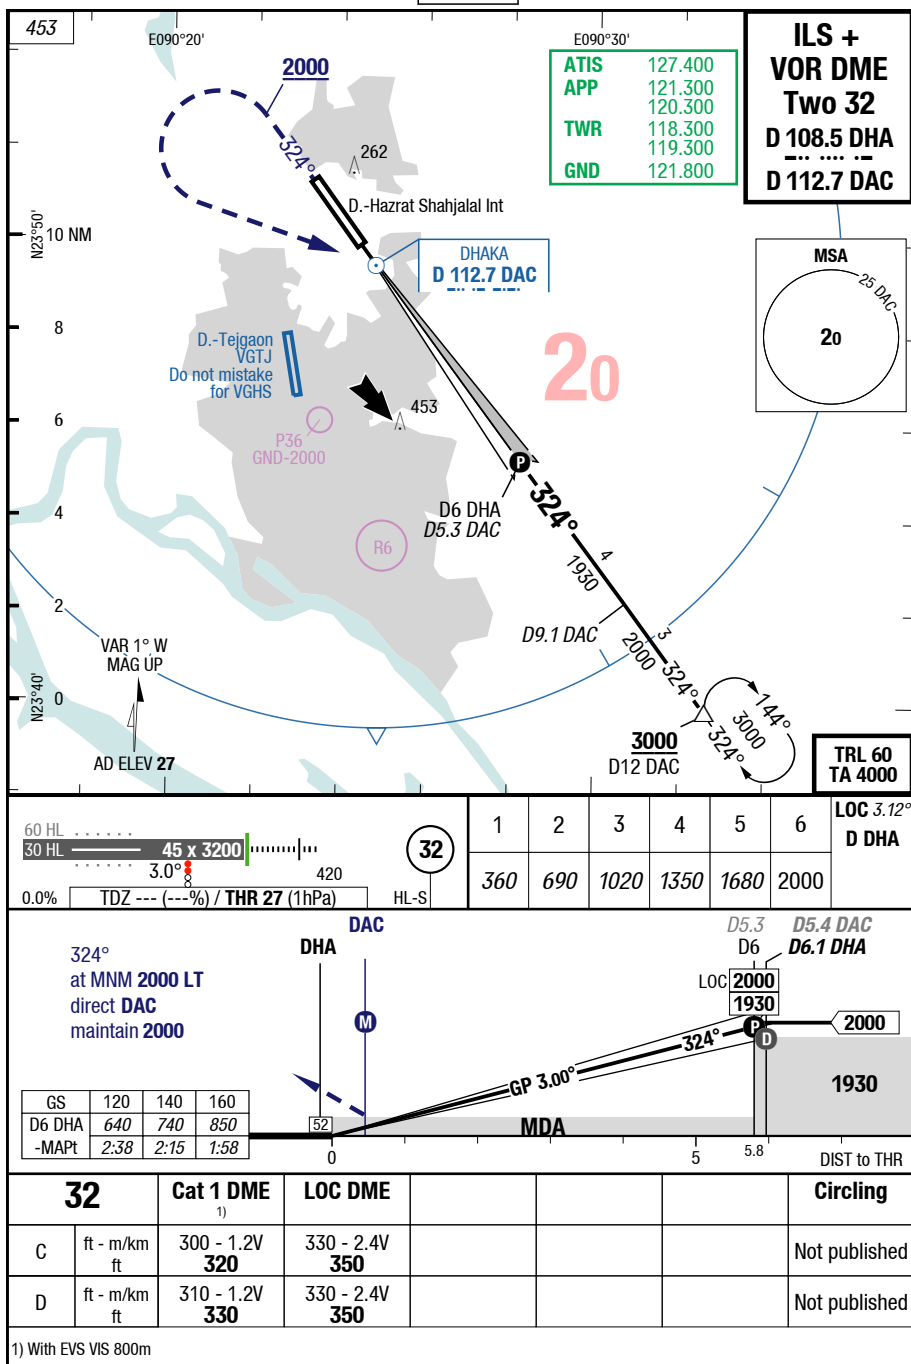 453
E090°20'
E090°30'
ILS +
VOR DME
Two 32
D 108.5 DHA
D 112.7 DAC
ATIS 127.400
APP 121.300
120.300
TWR 118.300
119.300
GND 121.800
2000
324°
262
D.-Hazrat Shahjalal Int
N23°50'
10 NM
DHAKA
D 112.7 DAC
MSA
25 DAC
20
8
D.-Tejgaon
VGTJ
Do not mistake
for VGHS
20
6
453
P36
GND-2000
P
D6 DHA
D5.3 DAC
324°
4
R6
4
1930
2
D9.1 DAC
3
2000
324°
VAR 1° W
MAG UP
N23°40'
0
144°
3000
324°
3000
D12 DAC
AD ELEV 27
TRL 60
TA 4000
60 HL
30 HL
45 x 3200
3.0°
420
0.0%
TDZ --- (---%) / THR 27 (1hPa)
32
HL-S
1 2 3 4 5 6
LOC 3.12°
D DHA
360 690 1020 1350 1680 2000
DAC
DHA
D5.3
D5.4 DAC
D6
D6.1 DHA
324°
at MNM 2000 LT
direct DAC
maintain 2000
LOC 2000
1930
M
P
D
2000
324°
GP 3.00°
1930
MDA
52
GS 120 140 160
D6 DHA 640 740 850
-MAPt 2:38 2:15 1:58
0
5
5.8
DIST to THR
32 Cat 1 DME LOC DME Circling
1)
C ft - m/km 300 - 1.2V 330 - 2.4V Not published
ft 320 350
D ft - m/km 310 - 1.2V 330 - 2.4V Not published
ft 330 350
1) With EVS VIS 800m